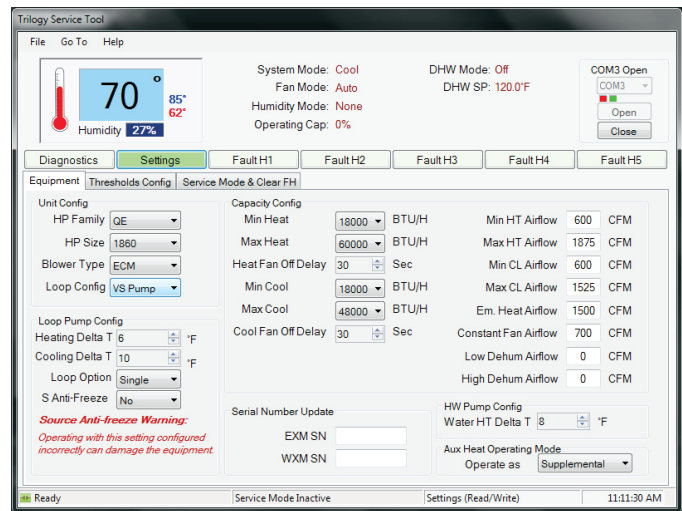 Trilogy Service Tool
File Go To Help
70°
85°
62°
Humidity 27%
System Mode: Cool
Fan Mode: Auto
Humidity Mode: None
Operating Cap: 0%
DHW Mode: Off
DHW SP: 120.0°F
COM3 Open
COM3
Open
Close
Diagnostics Settings Fault H1 Fault H2 Fault H3 Fault H4 Fault H5
Equipment Thresholds Config Service Mode & Clear FH
Unit Config
HP Family QE
HP Size 1860
Blower Type ECM
Loop Config VS Pump
Loop Pump Config
Heating Delta T 6 °F
Cooling Delta T 10 °F
Loop Option Single
S Anti-Freeze No
Source Anti-freeze Warning:
Operating with this setting configured
incorrectly can damage the equipment.
Capacity Config
Min Heat 18000 BTU/H
Max Heat 60000 BTU/H
Heat Fan Off Delay 30 Sec
Min Cool 18000 BTU/H
Max Cool 48000 BTU/H
Cool Fan Off Delay 30 Sec
Min HT Airflow 600 CFM
Max HT Airflow 1875 CFM
Min CL Airflow 600 CFM
Max CL Airflow 1525 CFM
Em. Heat Airflow 1500 CFM
Constant Fan Airflow 700 CFM
Low Dehum Airflow 0 CFM
High Dehum Airflow 0 CFM
Serial Number Update
EXM SN
WXM SN
HW Pump Config
Water HT Delta T 8 °F
Aux Heat Operating Mode
Operate as Supplemental
Ready Service Mode Inactive Settings (Read/Write) 11:11:30 AM